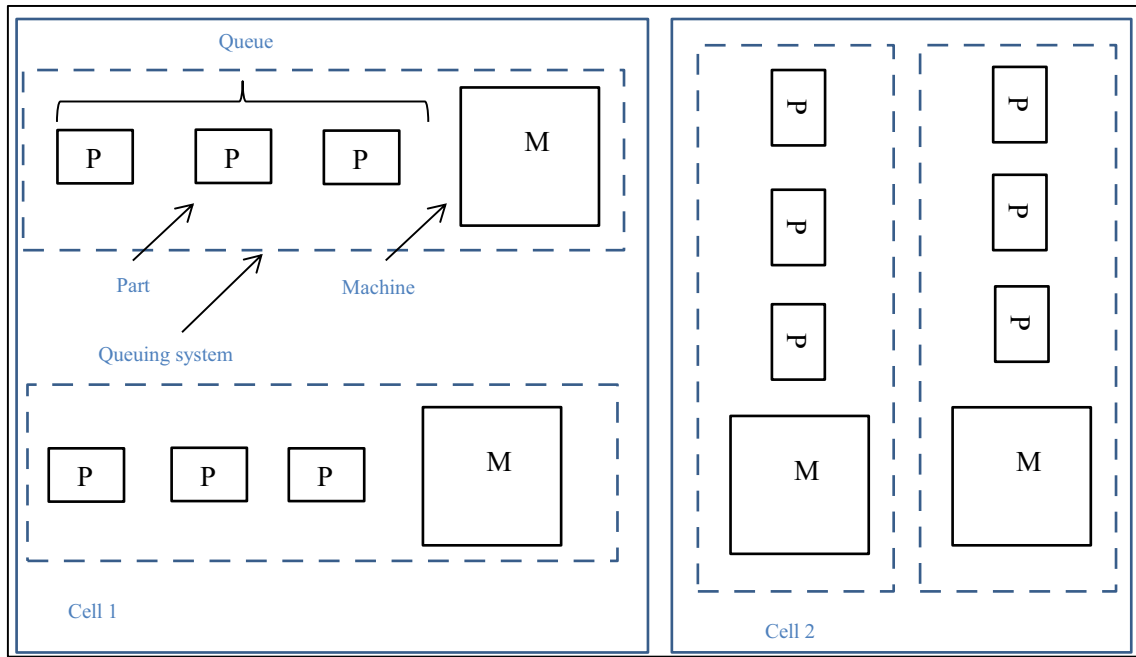 Queue
P P P M
Part Machine
Queuing system
P P P M
Cell 1
P P
P P
P P
M M
Cell 2